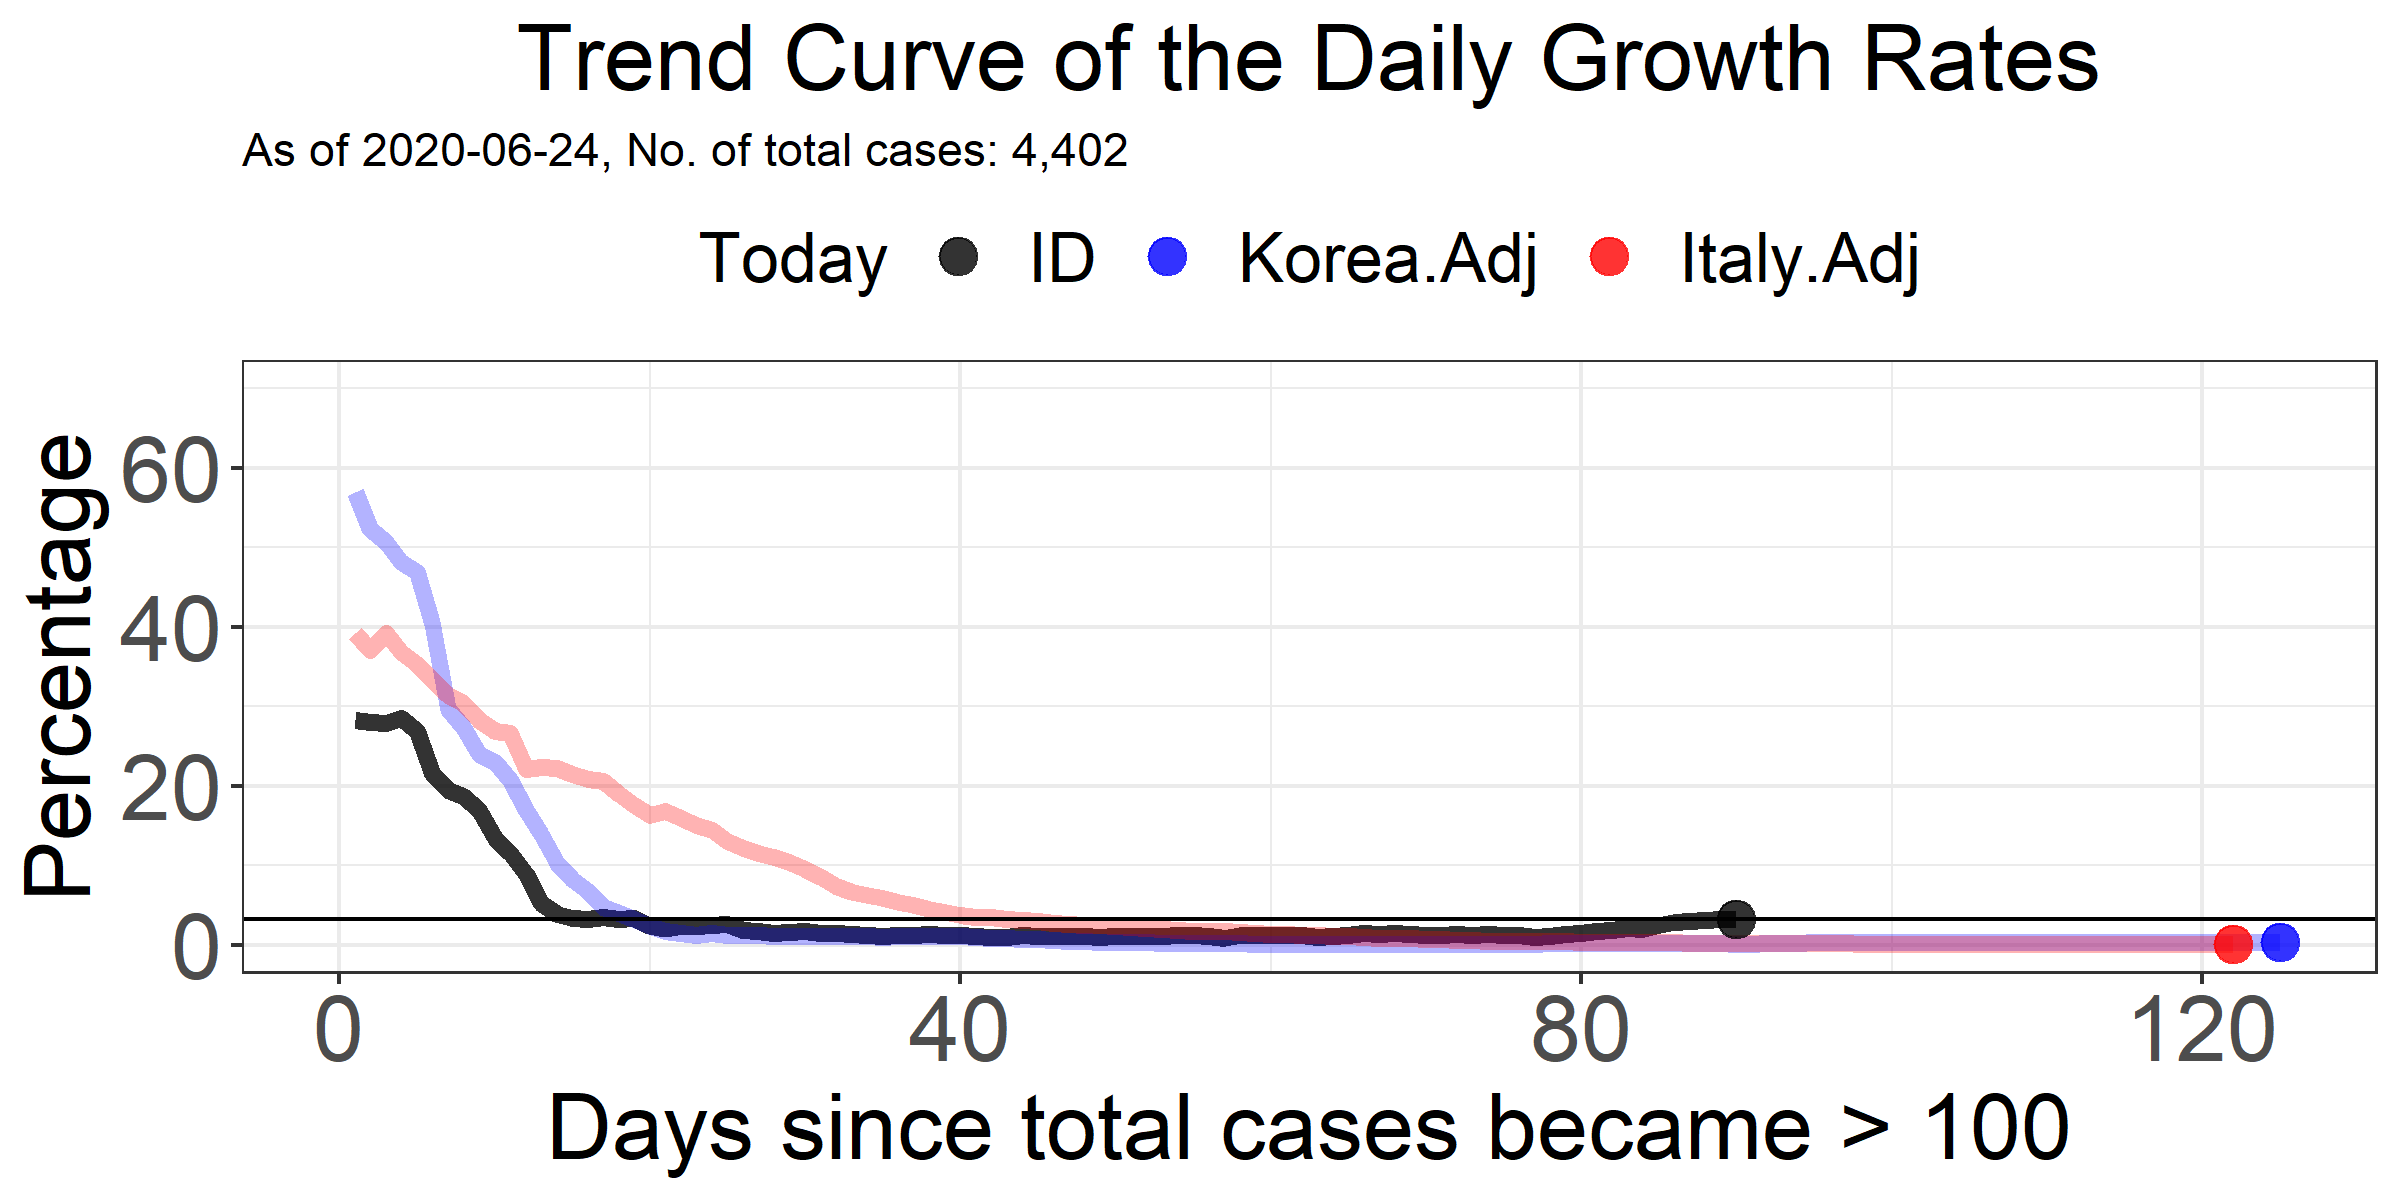 Trend Curve of the Daily Growth Rates
As of 2020-06-24, No. of total cases: 4,402
Today ID Korea.Adj Italy.Adj
Percentage
60
40
20
0
0 40 80 120
Days since total cases became > 100